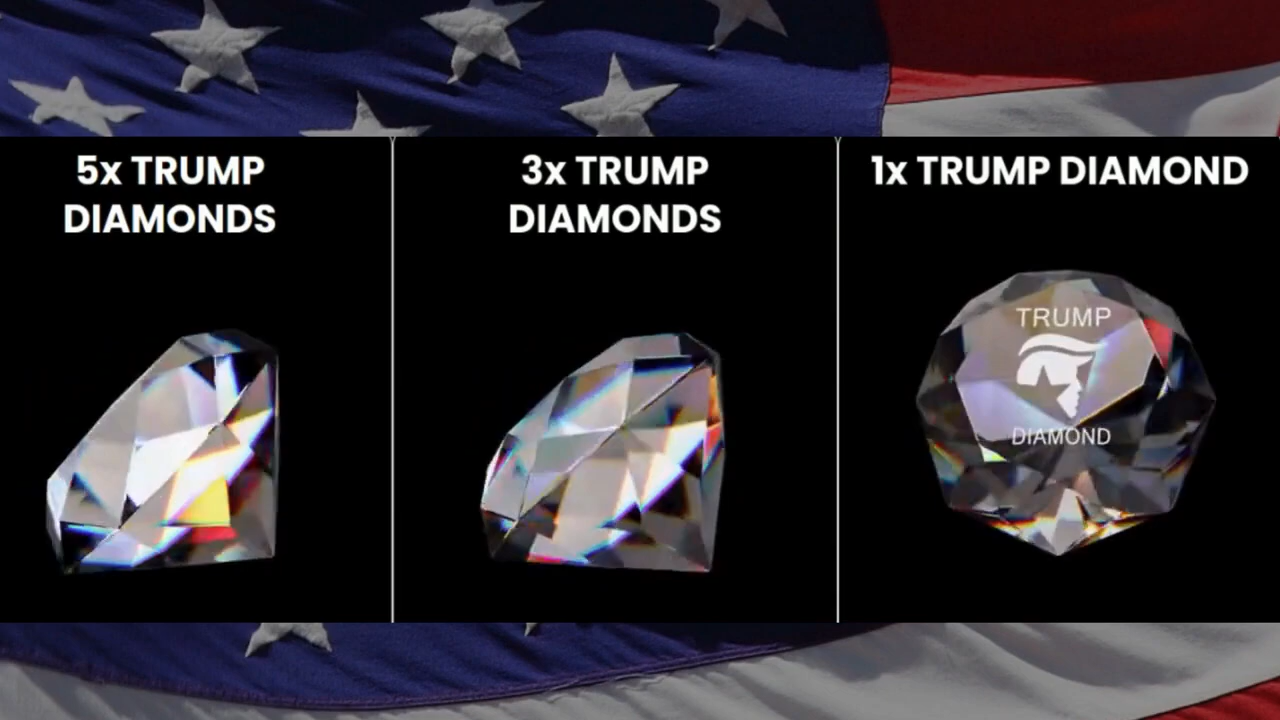 5x TRUMP
DIAMONDS
3x TRUMP
DIAMONDS
1x TRUMP DIAMOND
TRUMP
DIAMOND